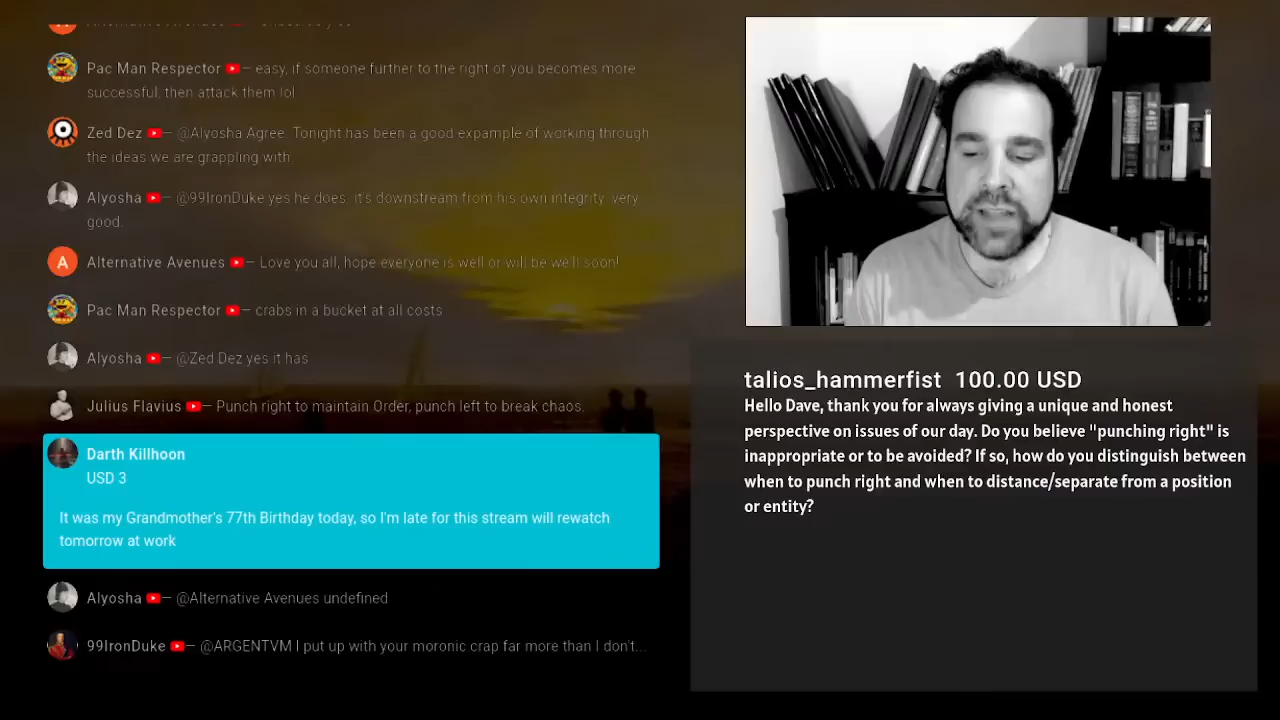 Pac Man Respector — easy, if someone further to the right of you becomes more
successful, then attack them lol
Zed Dez — @Alyosha Agree. Tonight has been a good expample of working through
the ideas we are grappling with
Alyosha — @99IronDuke yes he does. it's downstream from his own integrity. very
good.
A
Alternative Avenues — Love you all, hope everyone is well or will be we'll soon!
Pac Man Respector — crabs in a bucket at all costs
Alyosha — @Zed Dez yes it has
Julius Flavius — Punch right to maintain Order, punch left to break chaos.
Darth Killhoon
USD 3
It was my Grandmother's 77th Birthday today, so I'm late for this stream will rewatch
tomorrow at work
Alyosha — @Alternative Avenues undefined
99IronDuke — @ARGENTVM I put up with your moronic crap far more than I don't...
talios_hammerfist 100.00 USD
Hello Dave, thank you for always giving a unique and honest
perspective on issues of our day. Do you believe "punching right" is
inappropriate or to be avoided? If so, how do you distinguish between
when to punch right and when to distance/separate from a position
or entity?